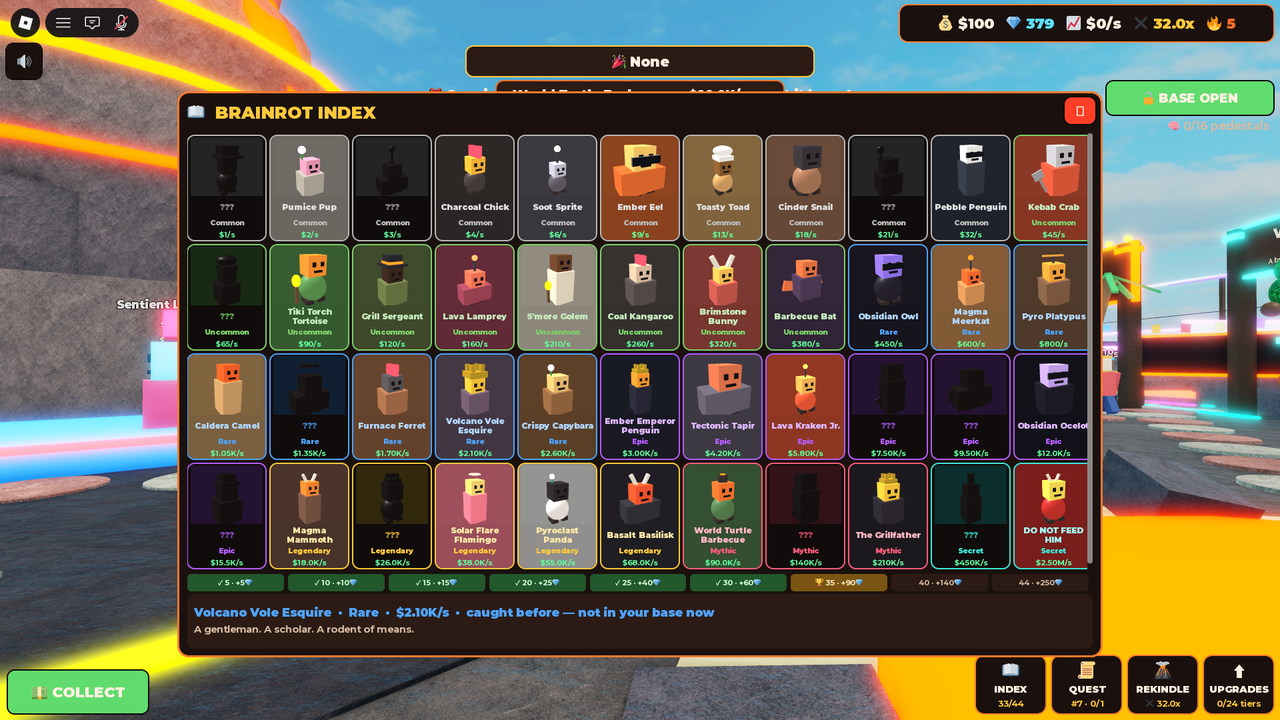 $100 379 $0/s 32.0x 5
None
BASE OPEN
0/16 pedestals
BRAINROT INDEX
???
Common
$1/s
Pumice Pup
Common
$2/s
???
Common
$3/s
Charcoal Chick
Common
$4/s
Soot Sprite
Common
$6/s
Ember Eel
Common
$9/s
Toasty Toad
Common
$13/s
Cinder Snail
Common
$18/s
???
Common
$21/s
Pebble Penguin
Common
$32/s
Kebab Crab
Uncommon
$45/s
???
Uncommon
$65/s
Tiki Torch
Tortoise
Uncommon
$90/s
Grill Sergeant
Uncommon
$120/s
Lava Lamprey
Uncommon
$160/s
S'more Golem
Uncommon
$210/s
Coal Kangaroo
Uncommon
$260/s
Brimstone
Bunny
Uncommon
$320/s
Barbecue Bat
Uncommon
$380/s
Obsidian Owl
Rare
$450/s
Magma
Meerkat
Rare
$600/s
Pyro Platypus
Rare
$800/s
Caldera Camel
Rare
$1.05K/s
???
Rare
$1.35K/s
Furnace Ferret
Rare
$1.70K/s
Volcano Vole
Esquire
Rare
$2.10K/s
Crispy Capybara
Rare
$2.60K/s
Ember Emperor
Penguin
Epic
$3.00K/s
Tectonic Tapir
Epic
$4.20K/s
Lava Kraken Jr.
Epic
$5.80K/s
???
Epic
$7.50K/s
???
Epic
$9.50K/s
Obsidian Ocelot
Epic
$12.0K/s
???
Epic
$15.5K/s
Magma
Mammoth
Legendary
$18.0K/s
???
Legendary
$26.0K/s
Solar Flare
Flamingo
Legendary
$38.0K/s
Pyroclast
Panda
Legendary
$55.0K/s
Basalt Basilisk
Legendary
$68.0K/s
World Turtle
Barbecue
Mythic
$90.0K/s
???
Mythic
$140K/s
The Grillfather
Mythic
$210K/s
???
Secret
$450K/s
DO NOT FEED
HIM
Secret
$2.50M/s
✓ 5 · +5
✓ 10 · +10
✓ 15 · +15
✓ 20 · +25
✓ 25 · +40
✓ 30 · +60
35 · +90
40 · +140
44 · +250
Volcano Vole Esquire • Rare • $2.10K/s • caught before — not in your base now
A gentleman. A scholar. A rodent of means.
Sentient
COLLECT
INDEX
33/44
QUEST
#7 · 0/1
REKINDLE
32.0x
UPGRADES
0/24 tiers